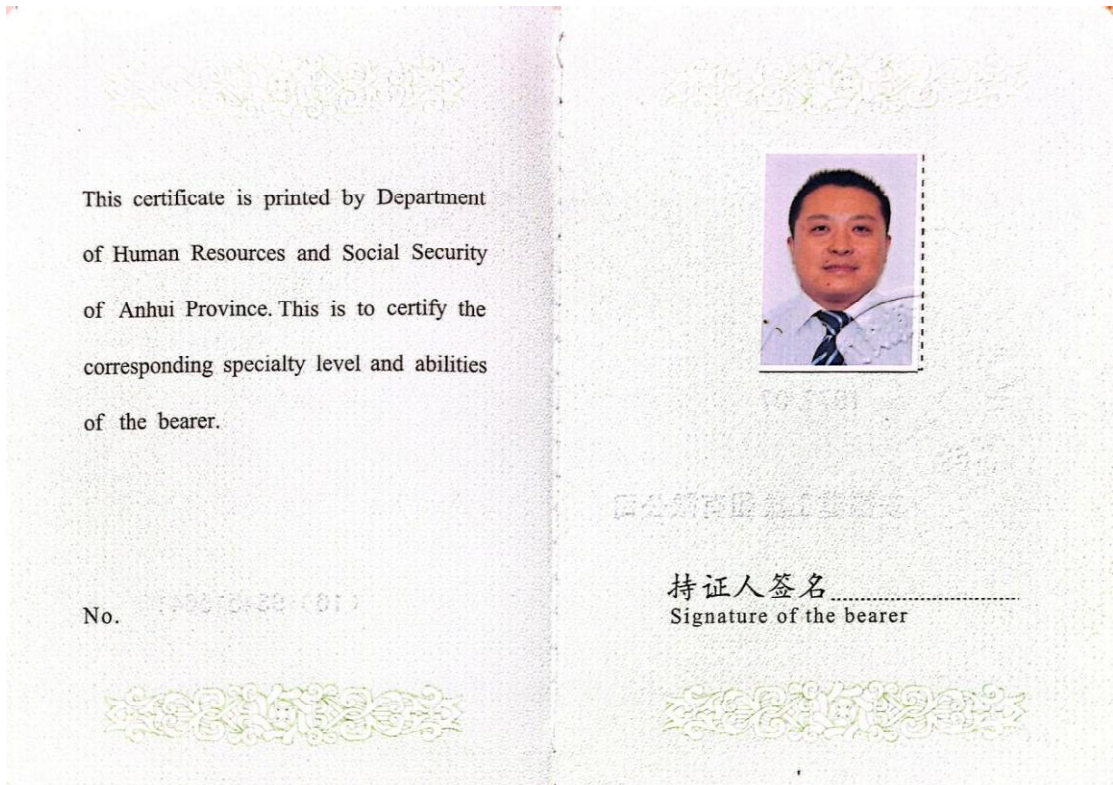 This certificate is printed by Department
of Human Resources and Social Security
of Anhui Province. This is to certify the
corresponding specialty level and abilities
of the bearer.
No.
持证人签名
Signature of the bearer